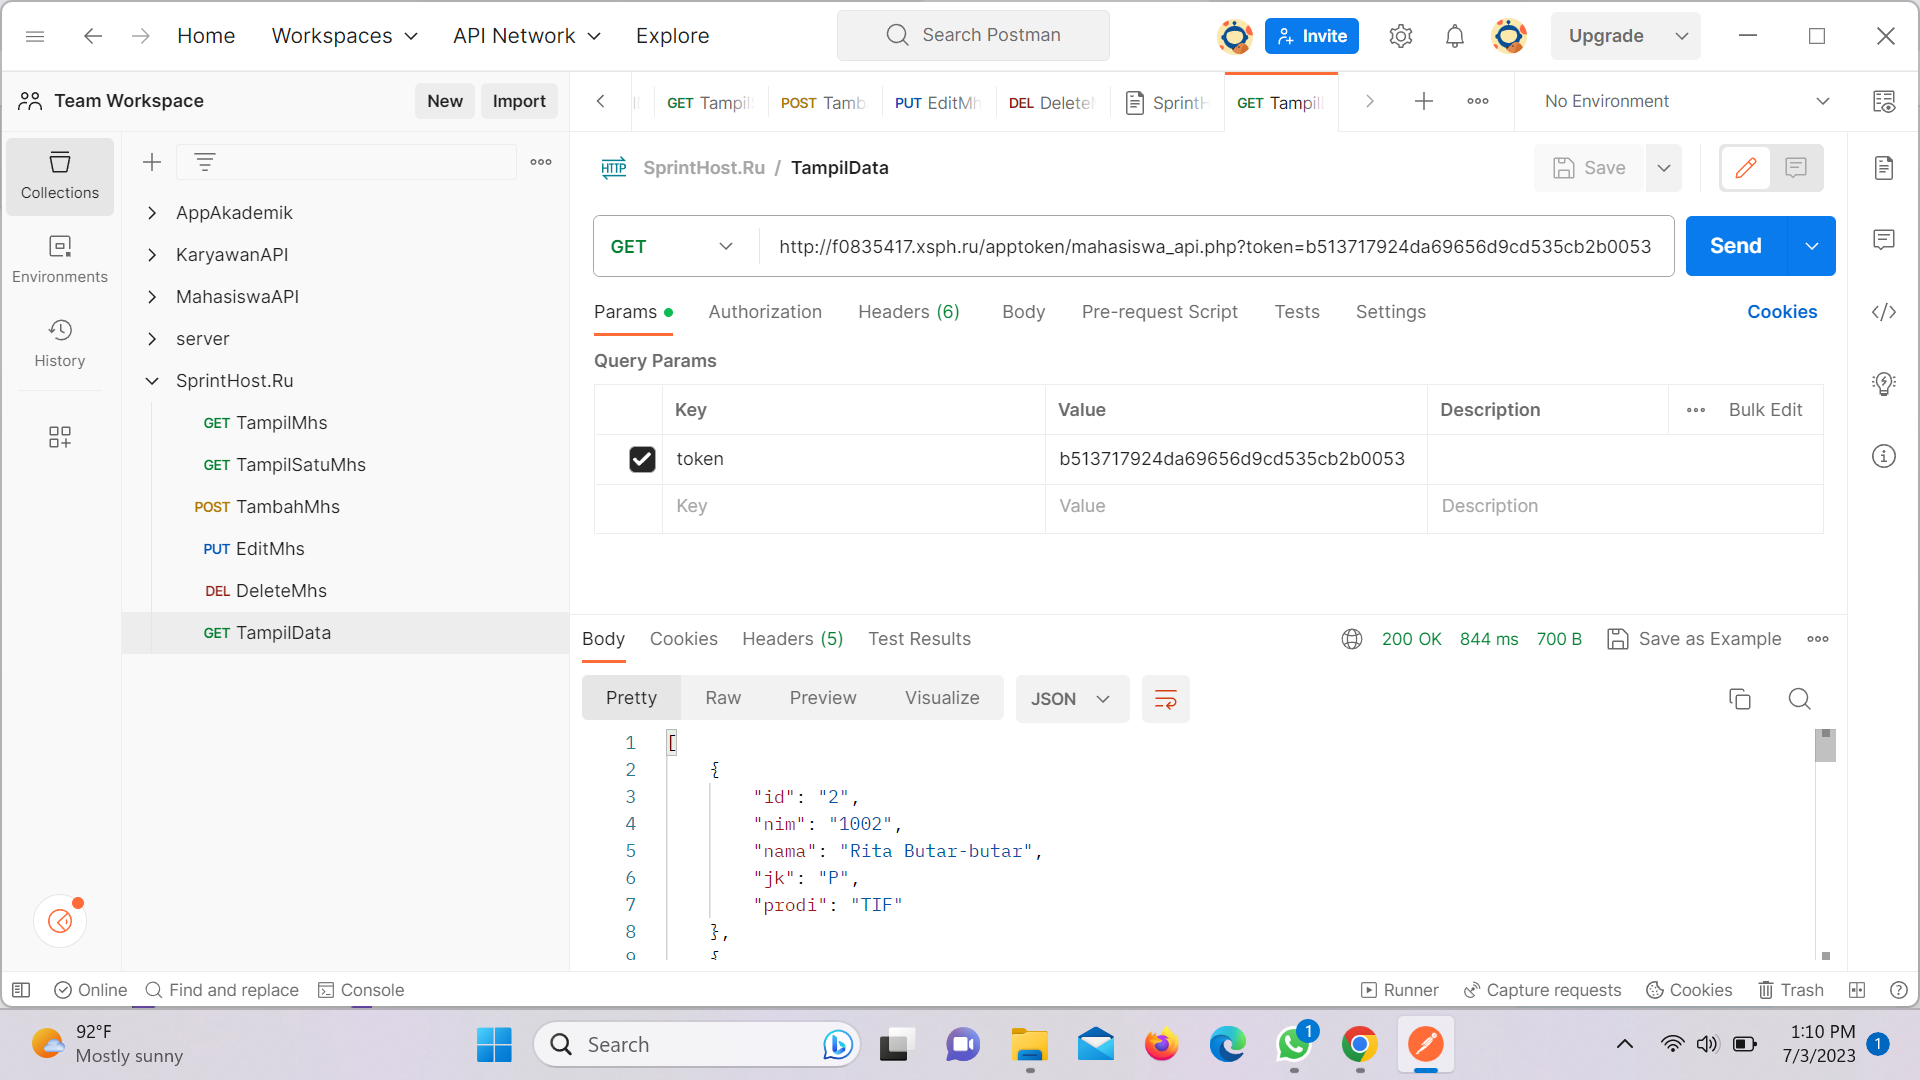 Home Workspaces API Network Explore Search Postman Invite Upgrade
Team Workspace New Import GET Tampil POST Tamb PUT EditMh DEL Delete SprintH GET Tampil No Environment
Collections
Environments
History
AppAkademik
KaryawanAPI
MahasiswaAPI
server
SprintHost.Ru
GET TampilMhs
GET TampilSatuMhs
POST TambahMhs
PUT EditMhs
DEL DeleteMhs
GET TampilData
HTTP SprintHost.Ru / TampilData Save
GET http://f0835417.xsph.ru/apptoken/mahasiswa_api.php?token=b513717924da69656d9cd535cb2b0053 Send
Params Authorization Headers (6) Body Pre-request Script Tests Settings Cookies
Query Params
Key Value Description Bulk Edit
token b513717924da69656d9cd535cb2b0053
Key Value Description
Body Cookies Headers (5) Test Results 200 OK 844 ms 700 B Save as Example
Pretty Raw Preview Visualize JSON
1 [
2 {
3 "id": "2",
4 "nim": "1002",
5 "nama": "Rita Butar-butar",
6 "jk": "P",
7 "prodi": "TIF"
8 },
9 {
Online Find and replace Console Runner Capture requests Cookies Trash
92°F
Mostly sunny
Search
1
1:10 PM
7/3/2023
1